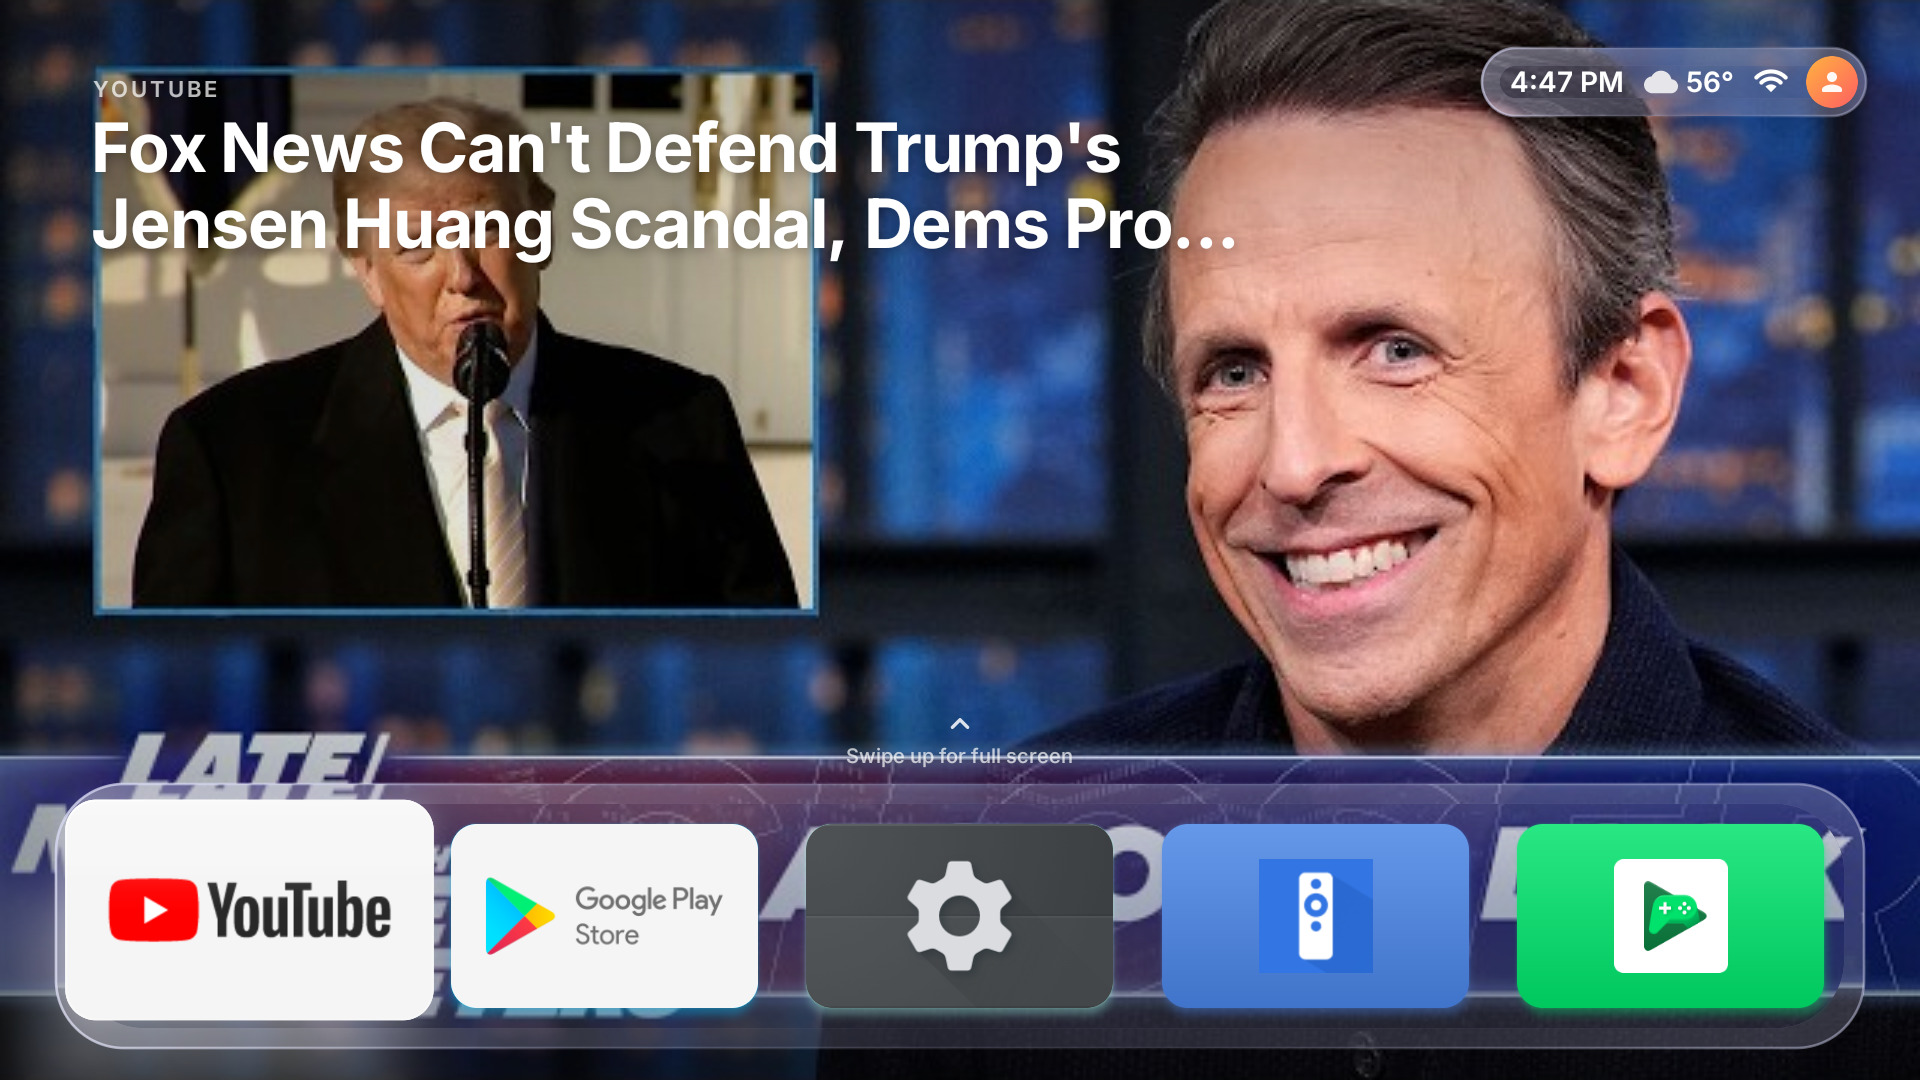 YOUTUBE
4:47 PM 56°
Fox News Can't Defend Trump's
Jensen Huang Scandal, Dems Pro...
Swipe up for full screen
LATE
YouTube
Google Play
Store